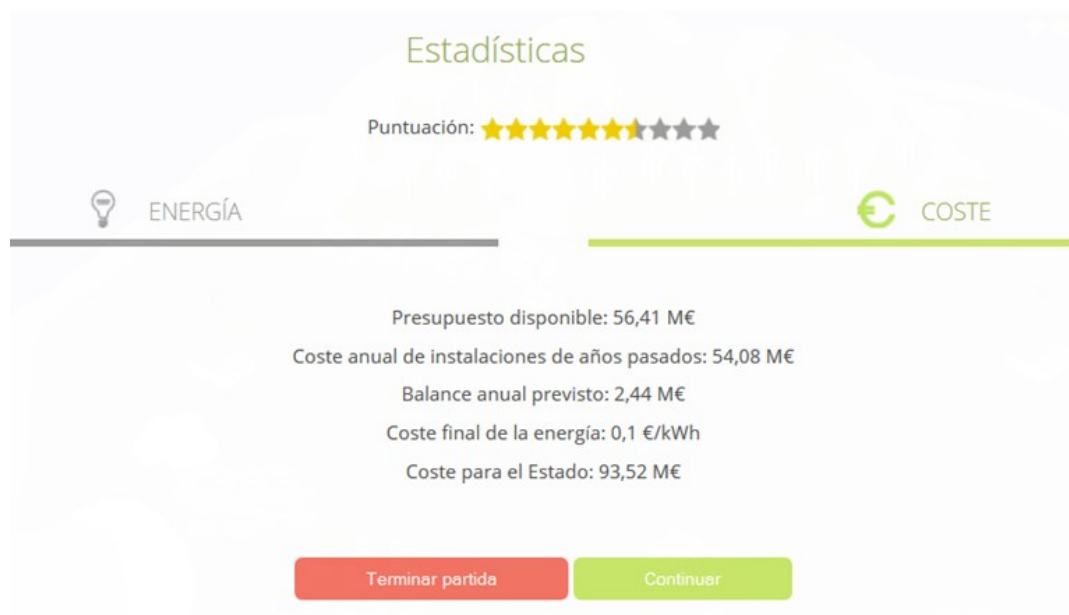 Estadísticas
Puntuación:
ENERGÍA
€ COSTE
Presupuesto disponible: 56,41 M€
Coste anual de instalaciones de años pasados: 54,08 M€
Balance anual previsto: 2,44 M€
Coste final de la energía: 0,1 €/kWh
Coste para el Estado: 93,52 M€
Terminar partida
Continuar